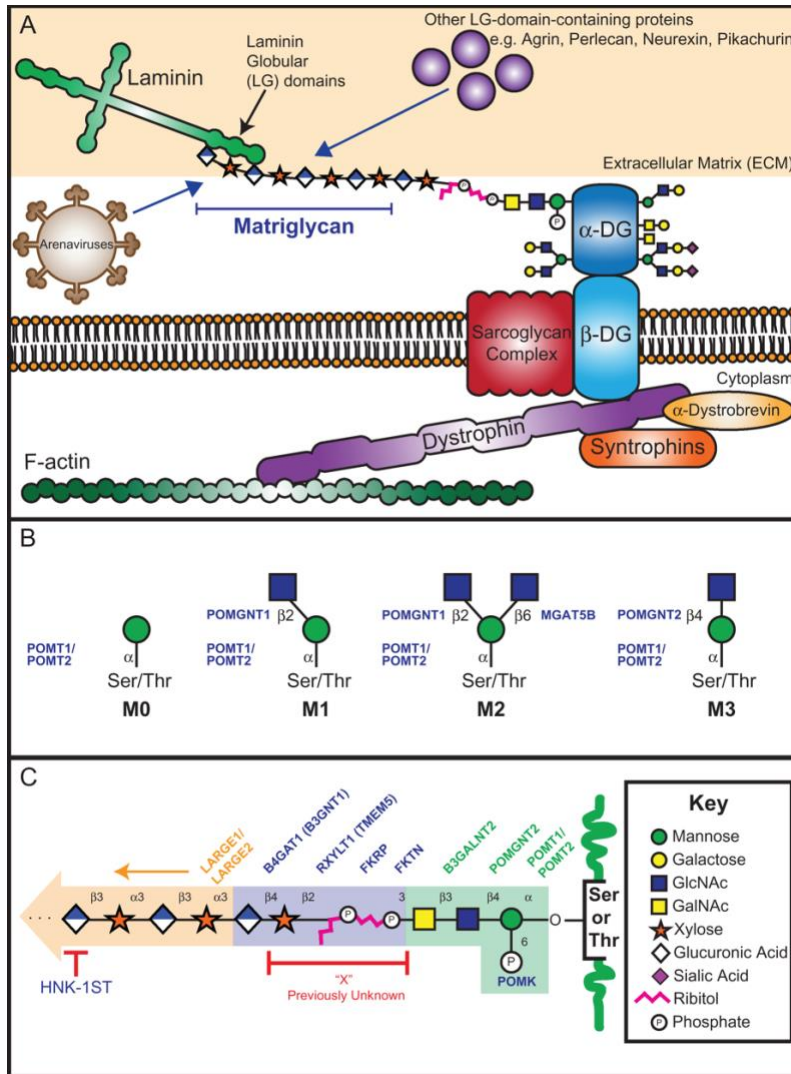 A
Other LG-domain-containing proteins
e.g. Agrin, Perlecan, Neurexin, Pikachurin
Laminin
Globular
(LG) domains
Laminin
Extracellular Matrix (ECM)
Matriglycan
P
P
P
α-DG
Arenaviruses
Sarcoglycan
Complex
β-DG
Cytoplasm
α-Dystrobrevin
Dystrophin
Syntrophins
F-actin
B
POMGNT1 β2
POMT1/
POMT2
α
Ser/Thr
M0
POMT1/
POMT2
α
Ser/Thr
M1
POMGNT1 β2 β6 MGAT5B
POMT1/
POMT2
α
Ser/Thr
M2
POMGNT2 β4
POMT1/
POMT2
α
Ser/Thr
M3
C
LARGE1/
LARGE2
B4GAT1 (B3GNT1)
RXYLT1 (TMEM5)
FKRP
FKTN
B3GALNT2
POMGNT2
POMT1/
POMT2
β3 α3 β3 α3 β4 β2 3 β3 β4 α
. . .
P
P
O
Ser
or
Thr
6
P
POMK
HNK-1ST
"X"
Previously Unknown
Key
Mannose
Galactose
GlcNAc
GalNAc
Xylose
Glucuronic Acid
Sialic Acid
Ribitol
P Phosphate